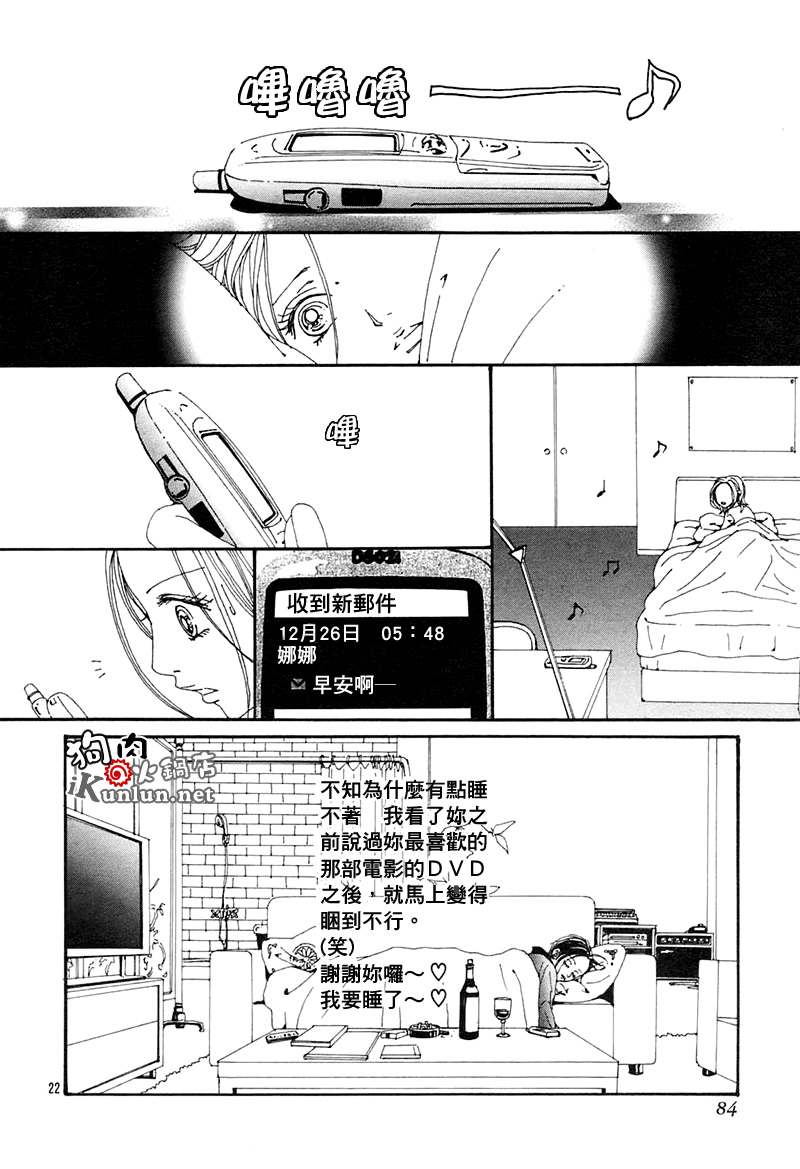 嗶嚕嚕
嗶
收到新郵件
12月26日 05:48
娜娜
早安啊—
狗肉火鍋店
iKunlun.net
不知為什麼有點睡
不著 我看了妳之
前說過妳最喜歡的
那部電影的DVD
之後，就馬上變得
睏到不行。
(笑)
謝謝妳囉～♡
我要睡了～♡
22
84